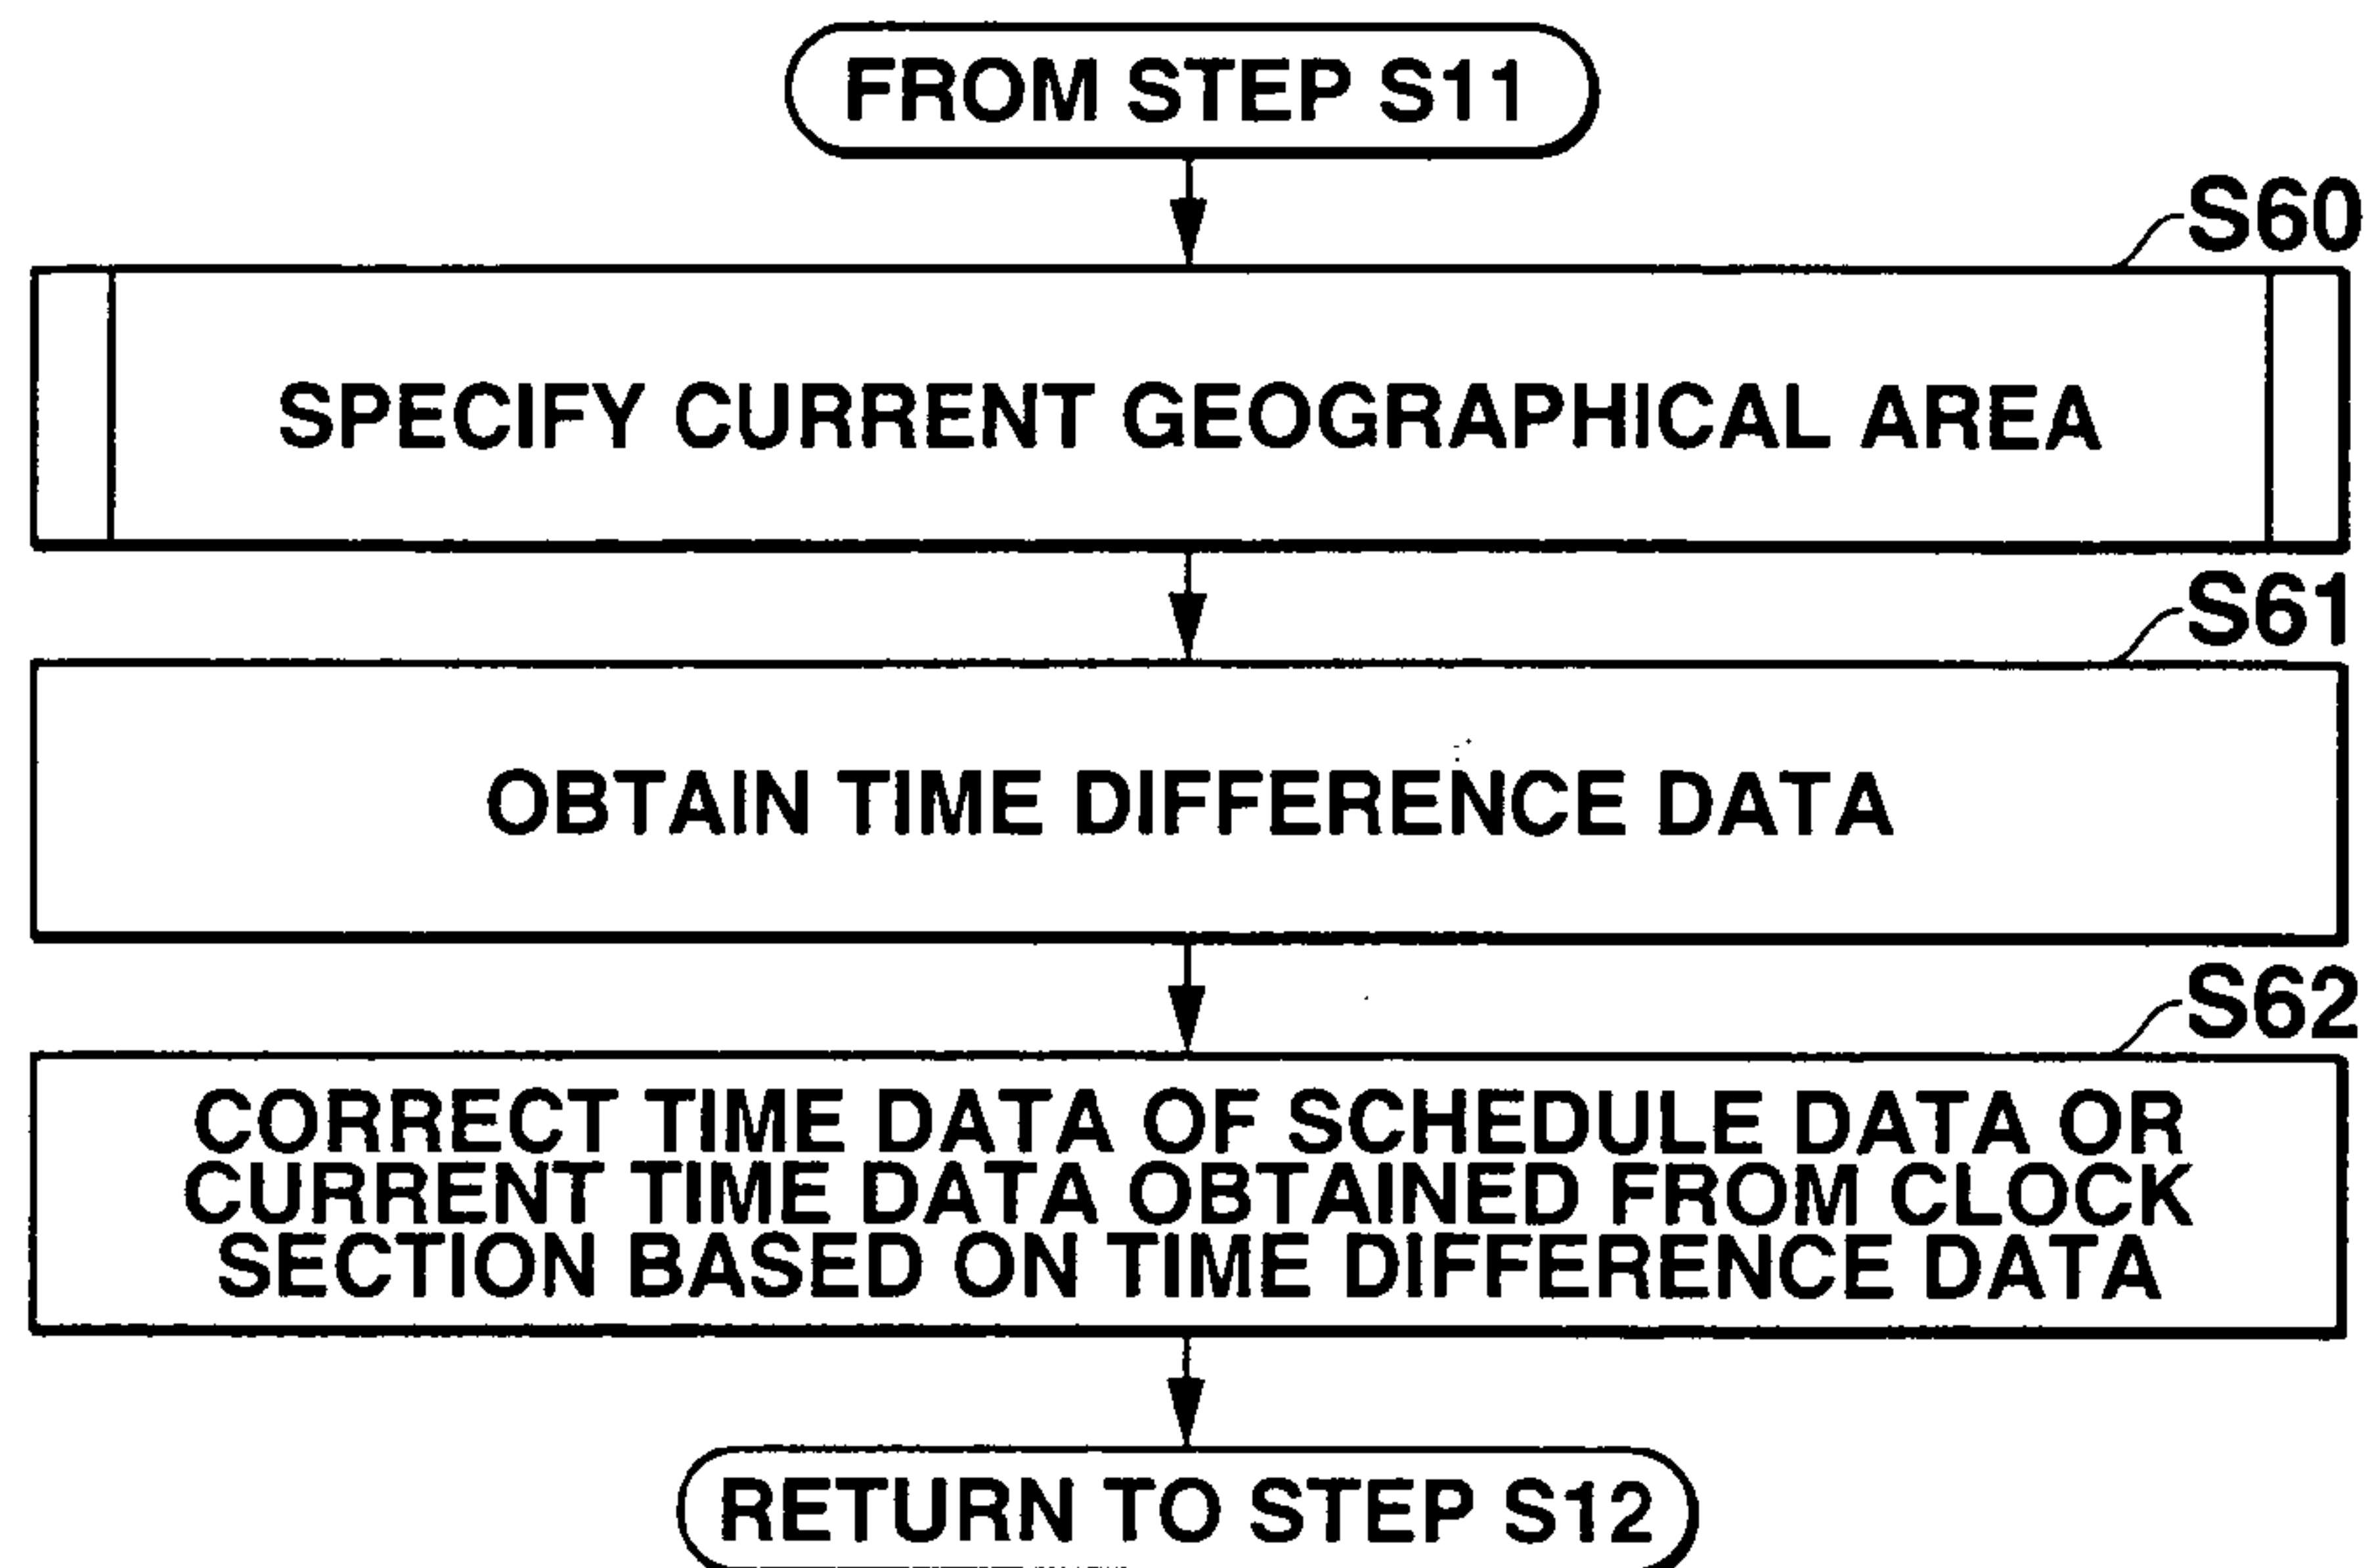 FROM STEP S11
S60
SPECIFY CURRENT GEOGRAPHICAL AREA
S61
OBTAIN TIME DIFFERENCE DATA
S62
CORRECT TIME DATA OF SCHEDULE DATA OR
CURRENT TIME DATA OBTAINED FROM CLOCK
SECTION BASED ON TIME DIFFERENCE DATA
RETURN TO STEP S12